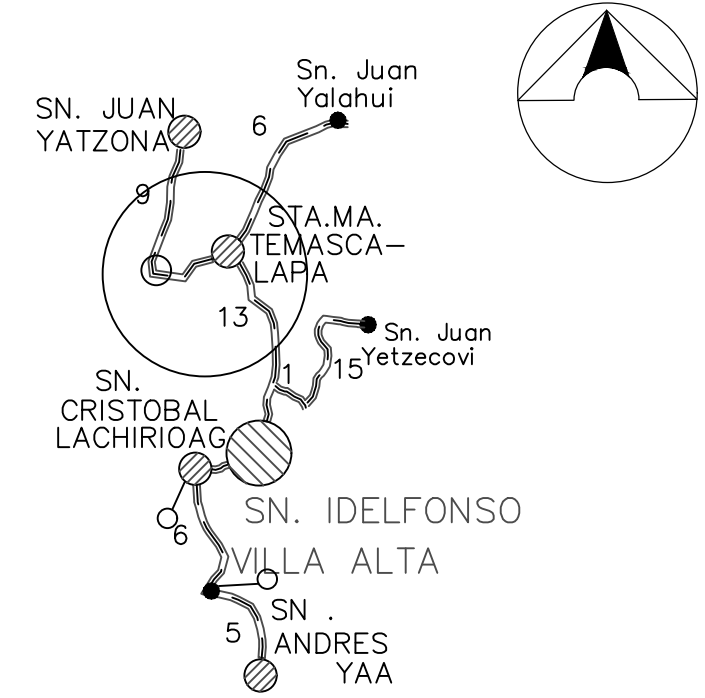 Sn. Juan
Yalahui
SN. JUAN
YATZONA
6
9
STA.MA.
TEMASCA-
LAPA
13
Sn. Juan
Yetzecovi
1
15
SN.
CRISTOBAL
LACHIRIOAG
SN. IDELFONSO
VILLA ALTA
6
SN .
ANDRES
YAA
5